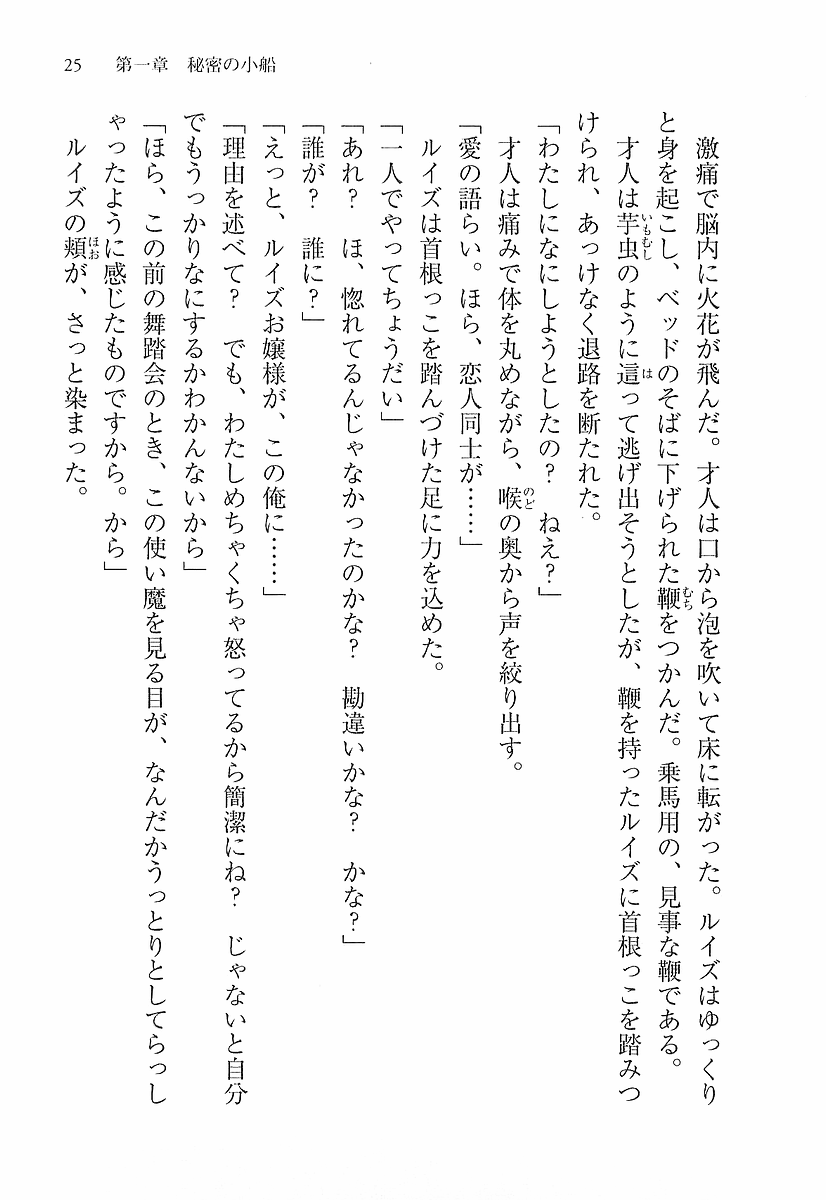 25　第一章　秘密の小船
激痛で脳内に火花が飛んだ。才人は口から泡を吹いて床に転がった。ルイズはゆっくり
と身を起こし、ベッドのそばに下げられた鞭をつかんだ。乗馬用の、見事な鞭である。
才人は芋虫のように這って逃げ出そうとしたが、鞭を持ったルイズに首根っこを踏みつ
けられ、あっけなく退路を断たれた。
「わたしになにしようとしたの？　ねえ？」
才人は痛みで体を丸めながら、喉の奥から声を絞り出す。
「愛の語らい。ほら、恋人同士が……」
ルイズは首根っこを踏んづけた足に力を込めた。
「一人でやってちょうだい」
「あれ？　ほ、惚れてるんじゃなかったのかな？　勘違いかな？　かな？」
「誰が？　誰に？」
「えっと、ルイズお嬢様が、この俺に……」
「理由を述べて？　でも、わたしめちゃくちゃ怒ってるから簡潔にね？　じゃないと自分
でもうっかりなにするかわかんないから」
「ほら、この前の舞踏会のとき、この使い魔を見る目が、なんだかうっとりとしてらっし
ゃったように感じたものですから。から」
ルイズの頬が、さっと染まった。